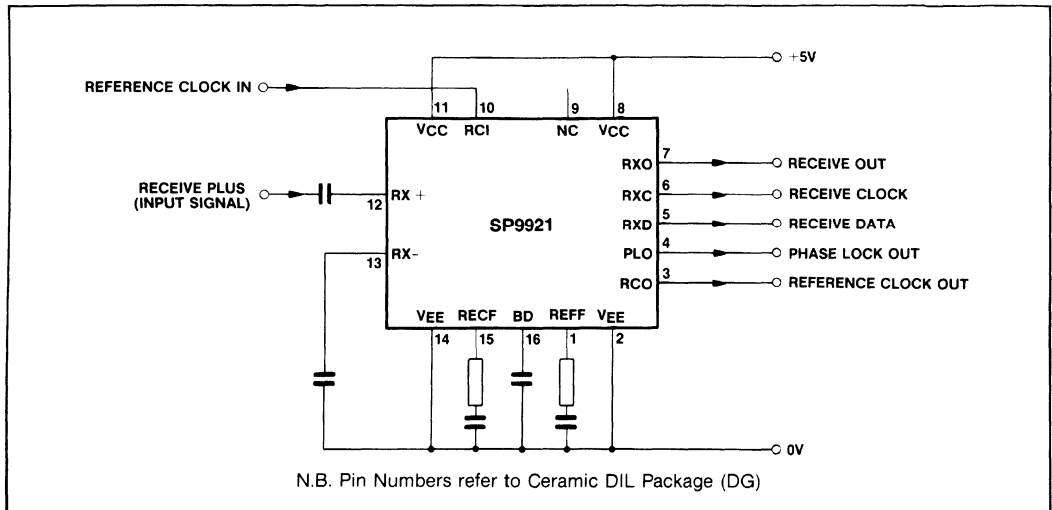 +5V
REFERENCE CLOCK IN
11 10 9 8
VCC RCI NC VCC
7
RXO RECEIVE OUT
RECEIVE PLUS
(INPUT SIGNAL)
12 RX +
6
RXC RECEIVE CLOCK
SP9921
5
RXD RECEIVE DATA
4
PLO PHASE LOCK OUT
13 RX-
3
RCO REFERENCE CLOCK OUT
VEE RECF BD REFF VEE
14 15 16 1 2
0V
N.B. Pin Numbers refer to Ceramic DIL Package (DG)